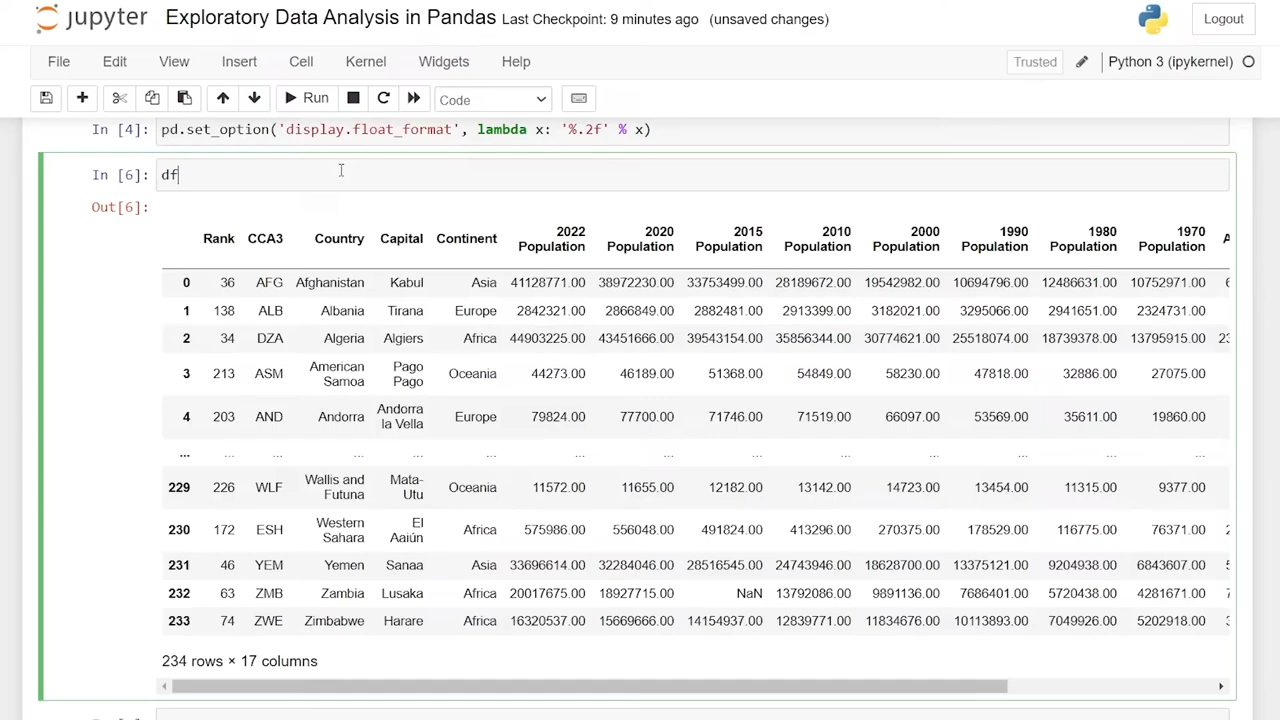 jupyter Exploratory Data Analysis in Pandas Last Checkpoint: 9 minutes ago (unsaved changes) Logout
File Edit View Insert Cell Kernel Widgets Help Trusted Python 3 (ipykernel)
Run Code
In [4]: pd.set_option('display.float_format', lambda x: '%.2f' % x)
In [6]: df
Out[6]:
Rank CCA3 Country Capital Continent 2022 Population 2020 Population 2015 Population 2010 Population 2000 Population 1990 Population 1980 Population 1970 Population
0 36 AFG Afghanistan Kabul Asia 41128771.00 38972230.00 33753499.00 28189672.00 19542982.00 10694796.00 12486631.00 10752971.00
1 138 ALB Albania Tirana Europe 2842321.00 2866849.00 2882481.00 2913399.00 3182021.00 3295066.00 2941651.00 2324731.00
2 34 DZA Algeria Algiers Africa 44903225.00 43451666.00 39543154.00 35856344.00 30774621.00 25518074.00 18739378.00 13795915.00 23
3 213 ASM American Samoa Pago Pago Oceania 44273.00 46189.00 51368.00 54849.00 58230.00 47818.00 32886.00 27075.00
4 203 AND Andorra Andorra la Vella Europe 79824.00 77700.00 71746.00 71519.00 66097.00 53569.00 35611.00 19860.00
... ... ... ... ... ... ... ... ... ... ... ... ... ...
229 226 WLF Wallis and Futuna Mata-Utu Oceania 11572.00 11655.00 12182.00 13142.00 14723.00 13454.00 11315.00 9377.00
230 172 ESH Western Sahara El Aaiún Africa 575986.00 556048.00 491824.00 413296.00 270375.00 178529.00 116775.00 76371.00
231 46 YEM Yemen Sanaa Asia 33696614.00 32284046.00 28516545.00 24743946.00 18628700.00 13375121.00 9204938.00 6843607.00
232 63 ZMB Zambia Lusaka Africa 20017675.00 18927715.00 NaN 13792086.00 9891136.00 7686401.00 5720438.00 4281671.00
233 74 ZWE Zimbabwe Harare Africa 16320537.00 15669666.00 14154937.00 12839771.00 11834676.00 10113893.00 7049926.00 5202918.00
234 rows × 17 columns